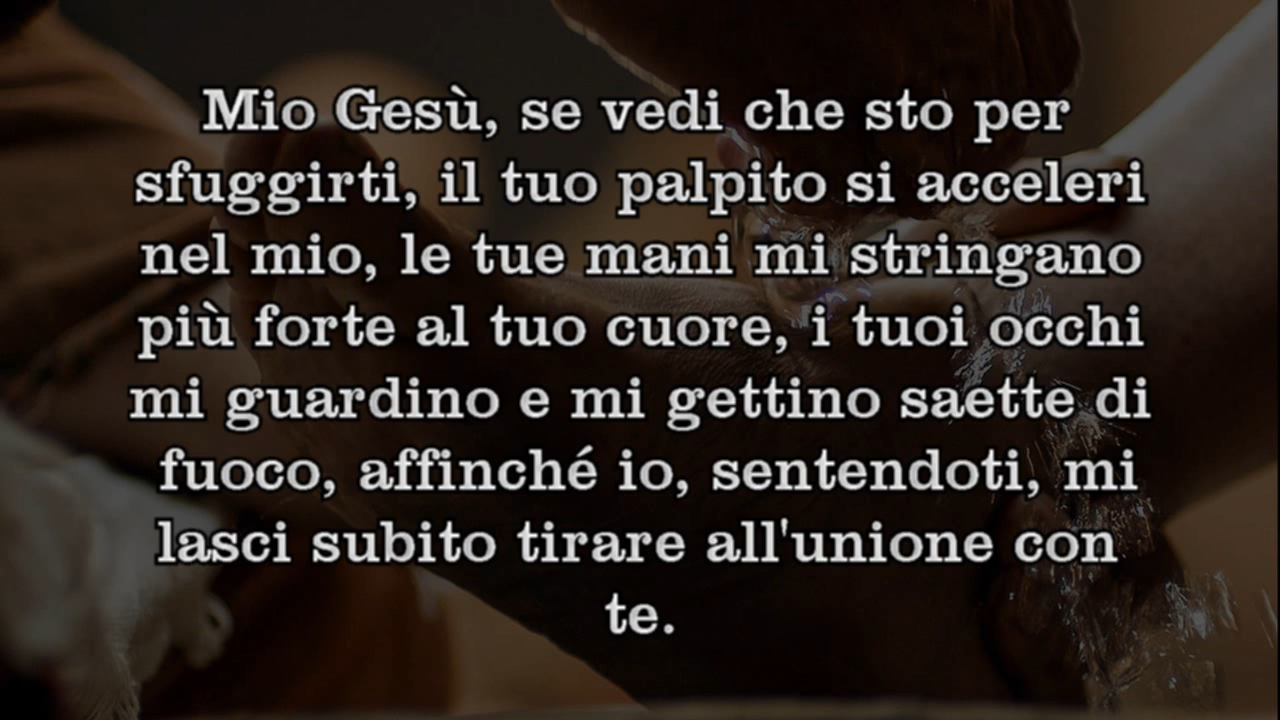 Mio Gesù, se vedi che sto per
sfuggirti, il tuo palpito si acceleri
nel mio, le tue mani mi stringano
più forte al tuo cuore, i tuoi occhi
mi guardino e mi gettino saette di
fuoco, affinché io, sentendoti, mi
lasci subito tirare all'unione con
te.